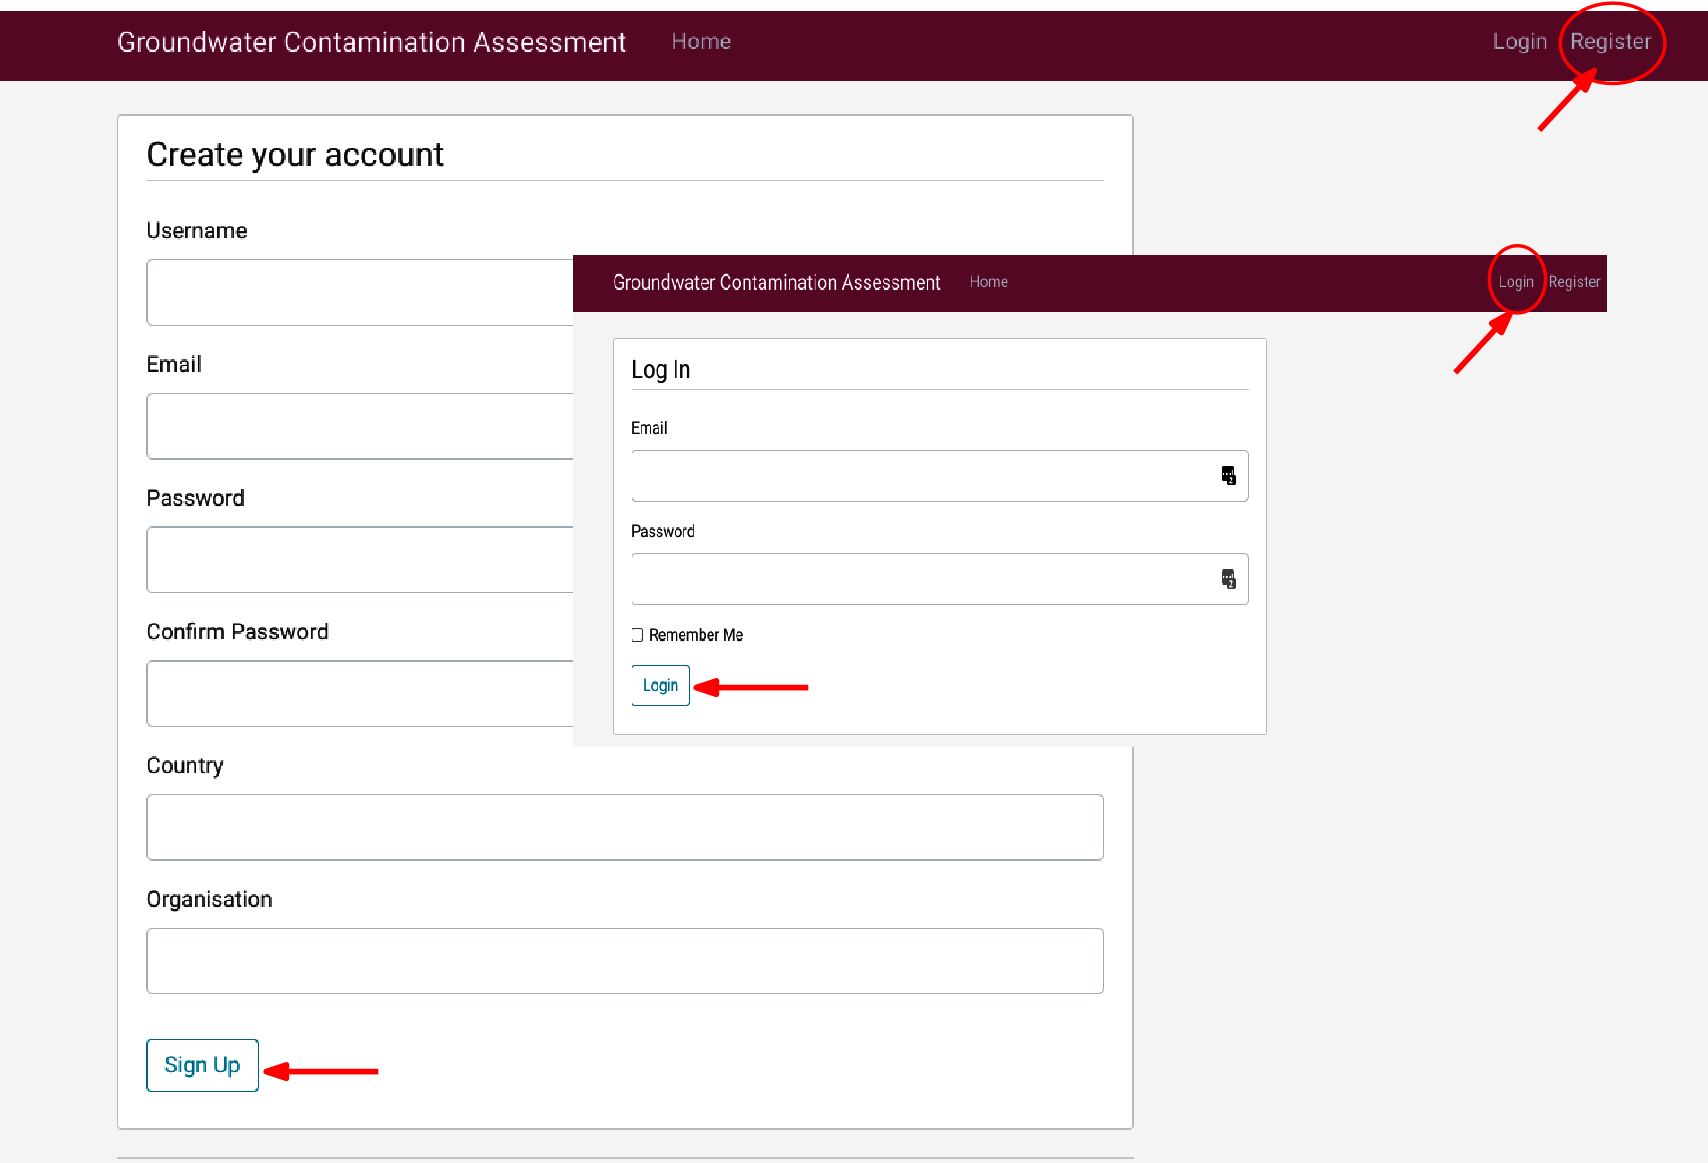 Groundwater Contamination Assessment Home Login Register
Create your account
Username
Email
Password
Confirm Password
Country
Organisation
Sign Up
Groundwater Contamination Assessment Home Login Register
Log In
Email
Password
Remember Me
Login